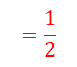 = 1/2